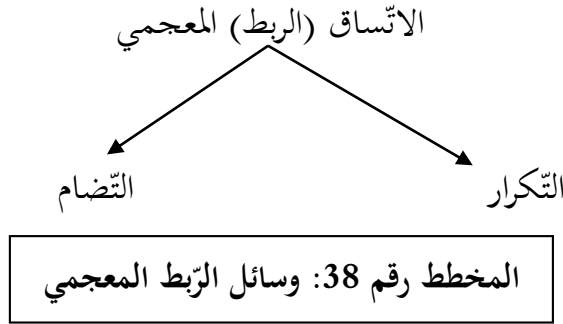 الاتّساق (الربط) المعجمي
التّكرار
التّضام
المخطط رقم 38: وسائل الرّبط المعجمي